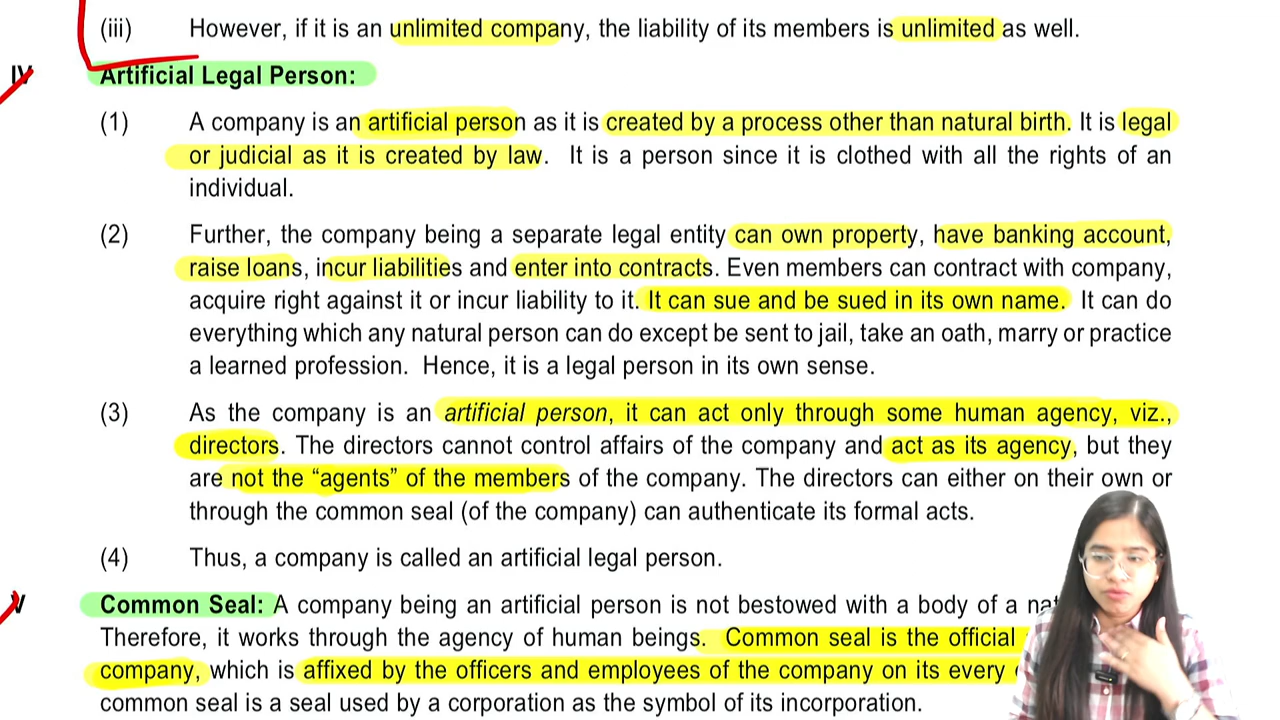 (iii) However, if it is an unlimited company, the liability of its members is unlimited as well.
IV Artificial Legal Person:
(1) A company is an artificial person as it is created by a process other than natural birth. It is legal
or judicial as it is created by law. It is a person since it is clothed with all the rights of an
individual.
(2) Further, the company being a separate legal entity can own property, have banking account,
raise loans, incur liabilities and enter into contracts. Even members can contract with company,
acquire right against it or incur liability to it. It can sue and be sued in its own name. It can do
everything which any natural person can do except be sent to jail, take an oath, marry or practice
a learned profession. Hence, it is a legal person in its own sense.
(3) As the company is an artificial person, it can act only through some human agency, viz.,
directors. The directors cannot control affairs of the company and act as its agency, but they
are not the “agents” of the members of the company. The directors can either on their own or
through the common seal (of the company) can authenticate its formal acts.
(4) Thus, a company is called an artificial legal person.
V Common Seal: A company being an artificial person is not bestowed with a body of a
Therefore, it works through the agency of human beings. Common seal is the official
company, which is affixed by the officers and employees of the company on its every
common seal is a seal used by a corporation as the symbol of its incorporation.